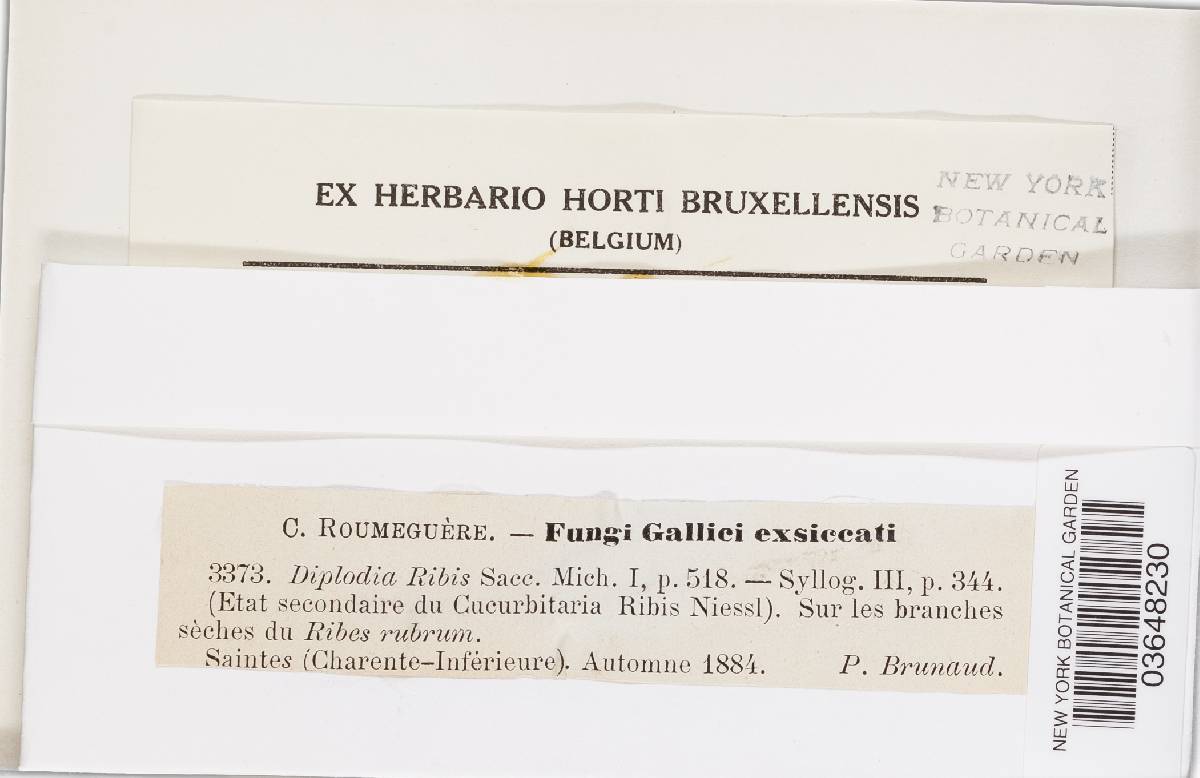 EX HERBARIO HORTI BRUXELLENSIS
(BELGIUM)
NEW YORK
BOTANICAL
GARDEN
C. ROUMEGUÈRE. — Fungi Gallici exsiccati
3373. Diplodia Ribis Sacc. Mich. I, p. 518. — Syllog. III, p. 344.
(Etat secondaire du Cucurbitaria Ribis Niessl). Sur les branches
sèches du Ribes rubrum.
Saintes (Charente-Inférieure). Automne 1884. P. Brunaud.
NEW YORK BOTANICAL GARDEN
03648230